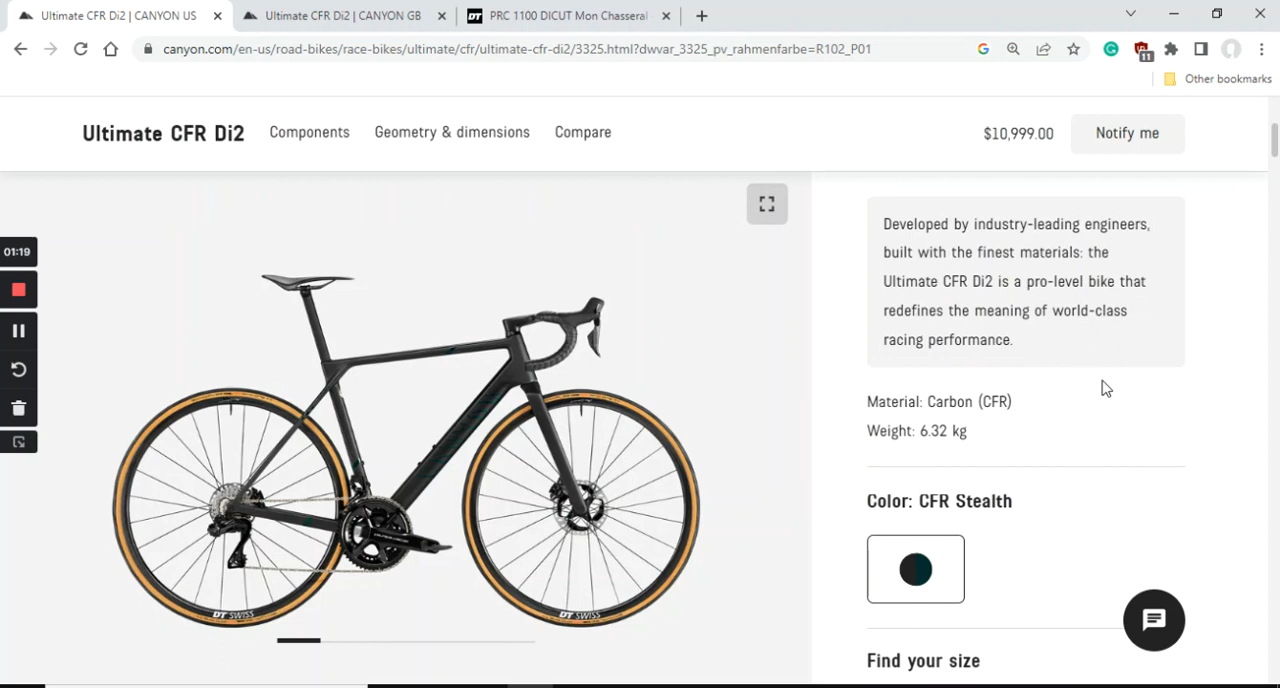 Ultimate CFR Di2 | CANYON US
Ultimate CFR Di2 | CANYON GB
DT PRC 1100 DICUT Mon Chasseral
canyon.com/en-us/road-bikes/race-bikes/ultimate/cfr/ultimate-cfr-di2/3325.html?dwvar_3325_pv_rahmenfarbe=R102_P01
11
Other bookmarks
Ultimate CFR Di2
Components
Geometry & dimensions
Compare
$10,999.00
Notify me
01:19
Developed by industry-leading engineers,
built with the finest materials: the
Ultimate CFR Di2 is a pro-level bike that
redefines the meaning of world-class
racing performance.
Material: Carbon (CFR)
Weight: 6.32 kg
Color: CFR Stealth
Find your size
DT SWISS
DT SWISS